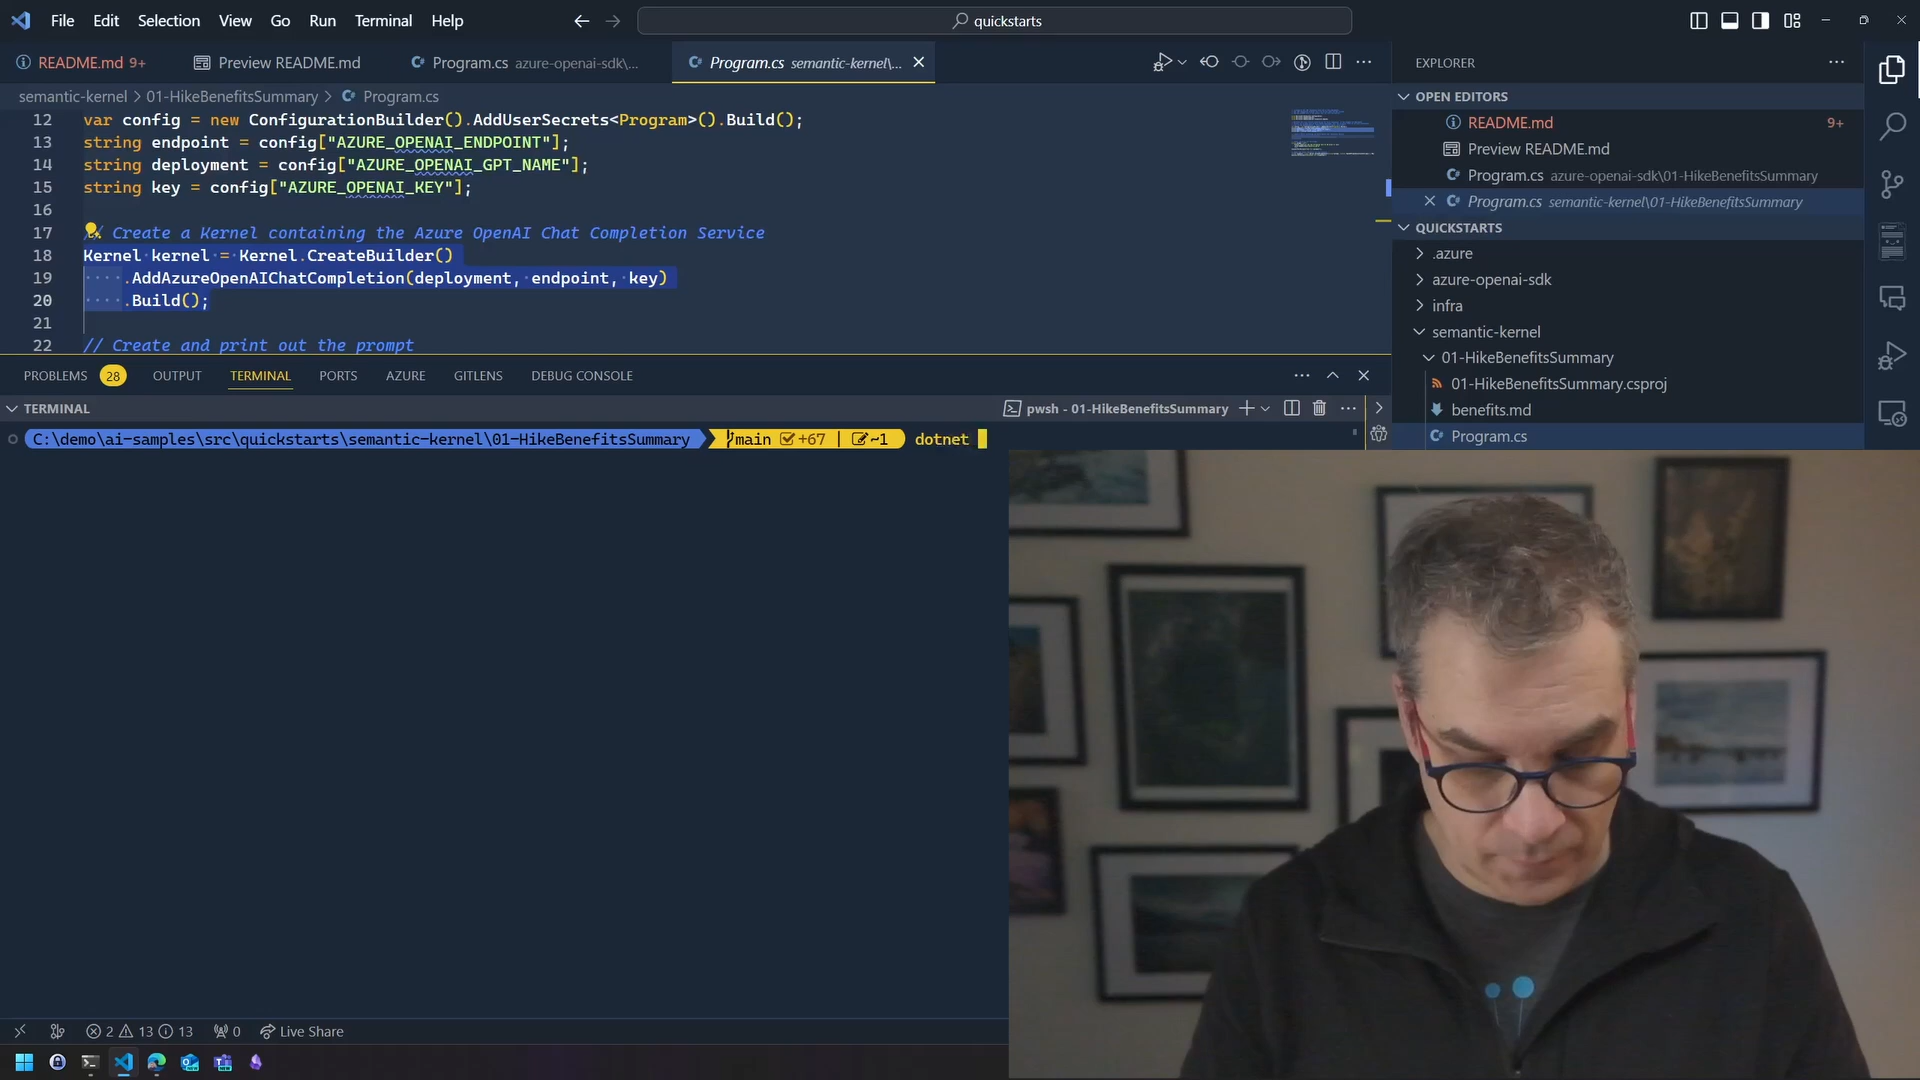 File Edit Selection View Go Run Terminal Help
quickstarts
README.md 9+
Preview README.md
Program.cs azure-openai-sdk\...
Program.cs semantic-kernel\...
semantic-kernel > 01-HikeBenefitsSummary > Program.cs
12 var config = new ConfigurationBuilder().AddUserSecrets<Program>().Build();
13 string endpoint = config["AZURE_OPENAI_ENDPOINT"];
14 string deployment = config["AZURE_OPENAI_GPT_NAME"];
15 string key = config["AZURE_OPENAI_KEY"];
16
17 // Create a Kernel containing the Azure OpenAI Chat Completion Service
18 Kernel kernel = Kernel.CreateBuilder()
19 .AddAzureOpenAIChatCompletion(deployment, endpoint, key)
20 .Build();
21
22 // Create and print out the prompt
PROBLEMS 28 OUTPUT TERMINAL PORTS AZURE GITLENS DEBUG CONSOLE
TERMINAL
pwsh - 01-HikeBenefitsSummary
C:\demo\ai-samples\src\quickstarts\semantic-kernel\01-HikeBenefitsSummary main +67 | ~1 dotnet
EXPLORER
OPEN EDITORS
README.md 9+
Preview README.md
Program.cs azure-openai-sdk\01-HikeBenefitsSummary
Program.cs semantic-kernel\01-HikeBenefitsSummary
QUICKSTARTS
.azure
azure-openai-sdk
infra
semantic-kernel
01-HikeBenefitsSummary
01-HikeBenefitsSummary.csproj
benefits.md
Program.cs
2 13 13 0 Live Share